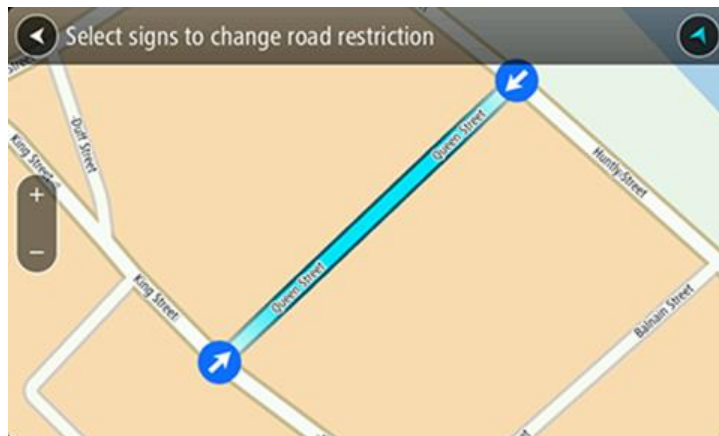 Select signs to change road restriction
Street
Duff Street
King Street
Queen Street
Huntly Street
Queen Street
King Street
Balnain Street